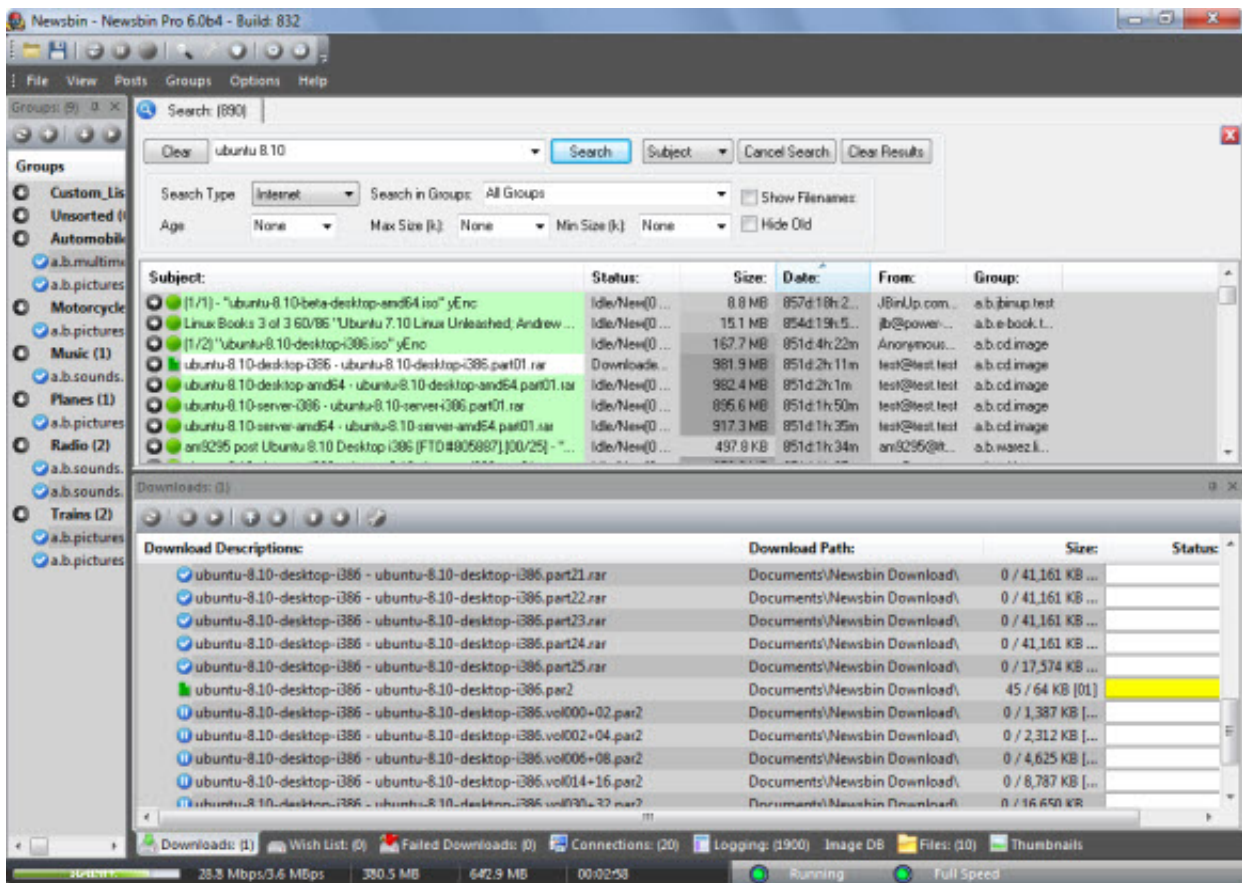 Newsbin - Newsbin Pro 6.0b4 - Build: 832
File View Posts Groups Options Help
Groups: (9)
Search: (890)
Clear ubuntu 8.10 Search Subject Cancel Search Clear Results
Groups
Search Type Internet Search in Groups: All Groups Show Filenames:
Age None Max Size (k): None Min Size (k): None Hide Old
Custom_Lis
Unsorted (
Automobile
a.b.multim
a.b.pictures
Motorcycle
a.b.pictures
Music (1)
a.b.sounds.
Planes (1)
a.b.pictures
Radio (2)
a.b.sounds.
a.b.sounds.
Trains (2)
a.b.pictures
a.b.pictures
Subject: Status: Size: Date: From: Group:
(1/1) - "ubuntu-8.10-beta-desktop-amd64.iso" yEnc Idle/New(0 ... 8.8 MB 857d:18h:2... JBinUp.com... a.b.jbinup.test
Linux Books 3 of 3 60/86 "Ubuntu 7.10 Linux Unleashed; Andrew ... Idle/New(0 ... 15.1 MB 854d:19h:5... jb@power-... a.b.e-book.t...
(1/2) "ubuntu-8.10-desktop-i386.iso" yEnc Idle/New(0 ... 167.7 MB 852d:4h:22m Anonymous... a.b.cd.image
ubuntu-8.10-desktop-i386 - ubuntu-8.10-desktop-i386.part01.rar Downloade... 981.9 MB 851d:2h:11m test@test.test a.b.cd.image
ubuntu-8.10-desktop-amd64 - ubuntu-8.10-desktop-amd64.part01.rar Idle/New(0 ... 982.4 MB 851d:2h:1m test@test.test a.b.cd.image
ubuntu-8.10-server-i386 - ubuntu-8.10-server-i386.part01.rar Idle/New(0 ... 895.6 MB 851d:1h:50m test@test.test a.b.cd.image
ubuntu-8.10-server-amd64 - ubuntu-8.10-server-amd64.part01.rar Idle/New(0 ... 917.3 MB 851d:1h:35m test@test.test a.b.cd.image
am9295 post Ubuntu 8.10 Desktop i386 [FTD#805887].[00/25] - "... Idle/New(0 ... 497.8 KB 851d:1h:34m am9295@ft... a.b.warez.li...
Downloads: (1)
Download Descriptions: Download Path: Size: Status:
ubuntu-8.10-desktop-i386 - ubuntu-8.10-desktop-i386.part21.rar Documents\Newsbin Download\ 0 / 41,161 KB ...
ubuntu-8.10-desktop-i386 - ubuntu-8.10-desktop-i386.part22.rar Documents\Newsbin Download\ 0 / 41,161 KB ...
ubuntu-8.10-desktop-i386 - ubuntu-8.10-desktop-i386.part23.rar Documents\Newsbin Download\ 0 / 41,161 KB ...
ubuntu-8.10-desktop-i386 - ubuntu-8.10-desktop-i386.part24.rar Documents\Newsbin Download\ 0 / 41,161 KB ...
ubuntu-8.10-desktop-i386 - ubuntu-8.10-desktop-i386.part25.rar Documents\Newsbin Download\ 0 / 17,574 KB ...
ubuntu-8.10-desktop-i386 - ubuntu-8.10-desktop-i386.par2 Documents\Newsbin Download\ 45 / 64 KB [01]
ubuntu-8.10-desktop-i386 - ubuntu-8.10-desktop-i386.vol000+02.par2 Documents\Newsbin Download\ 0 / 1,387 KB [...
ubuntu-8.10-desktop-i386 - ubuntu-8.10-desktop-i386.vol002+04.par2 Documents\Newsbin Download\ 0 / 2,312 KB [...
ubuntu-8.10-desktop-i386 - ubuntu-8.10-desktop-i386.vol006+08.par2 Documents\Newsbin Download\ 0 / 4,625 KB [...
ubuntu-8.10-desktop-i386 - ubuntu-8.10-desktop-i386.vol014+16.par2 Documents\Newsbin Download\ 0 / 8,787 KB [...
ubuntu-8.10-desktop-i386 - ubuntu-8.10-desktop-i386.vol030+32.par2 Documents\Newsbin Download\ 0 / 16,650 KB
Downloads: (1) Wish List: (0) Failed Downloads: (0) Connections: (20) Logging: (1900) Image DB Files: (10) Thumbnails
28.8 Mbps/3.6 MBps 380.5 MB 642.9 MB 00:02:58 Running Full Speed